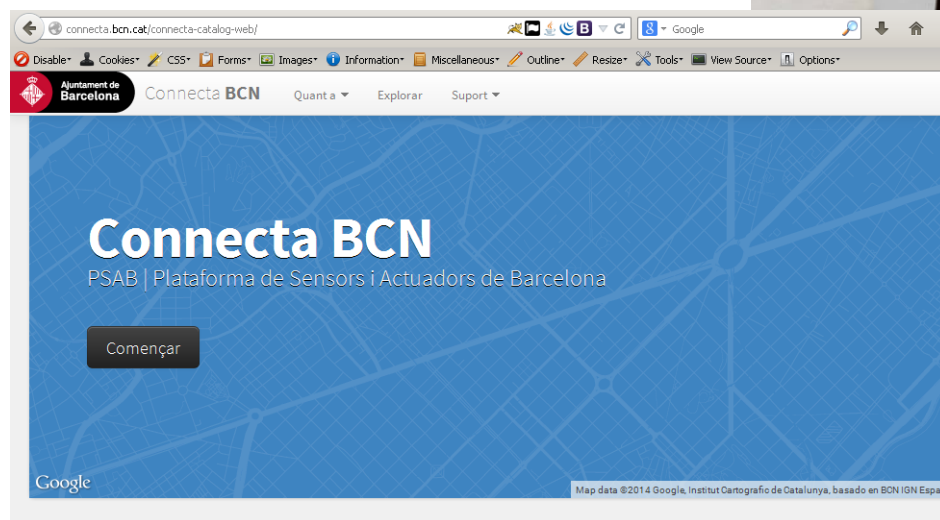 connecta.bcn.cat/connecta-catalog-web/
Google
Disable Cookies CSS Forms Images Information Miscellaneous Outline Resize Tools View Source Options
Ajuntament de
Barcelona
Connecta BCN Quant a Explorar Suport
Connecta BCN
PSAB | Plataforma de Sensors i Actuadors de Barcelona
Començar
Google
Map data ©2014 Google, Institut Cartografic de Catalunya, basado en BCN IGN Espa